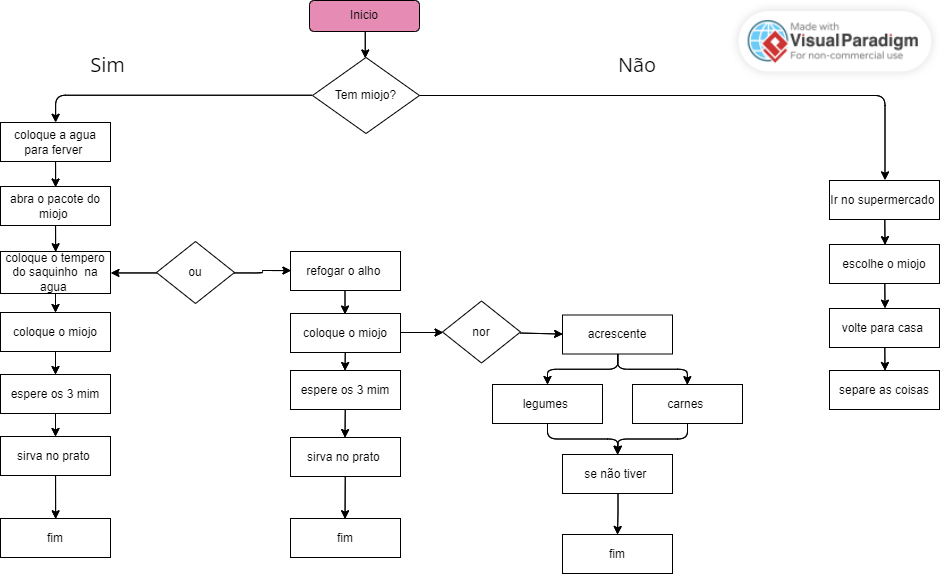 Inicio
Made with
Visual Paradigm
For non-commercial use
Sim
Não
Tem miojo?
coloque a agua
para ferver
abra o pacote do
miojo
coloque o tempero
do saquinho na
agua
coloque o miojo
espere os 3 mim
sirva no prato
fim
ou
refogar o alho
coloque o miojo
espere os 3 mim
sirva no prato
fim
nor
acrescente
legumes
carnes
se não tiver
fim
Ir no supermercado
escolhe o miojo
volte para casa
separe as coisas